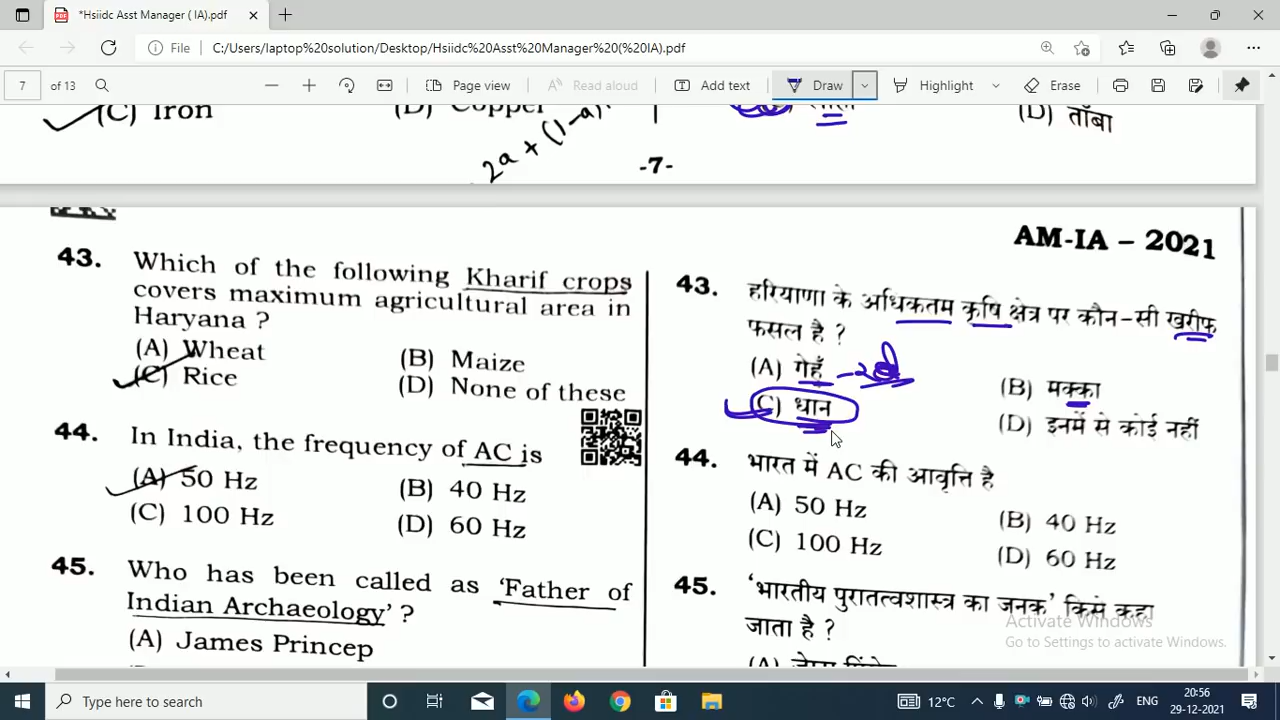 *Hsiidc Asst Manager ( IA).pdf
File
C:/Users/laptop%20solution/Desktop/Hsiidc%20Asst%20Manager%20(%20IA).pdf
7 of 13
Page view
Read aloud
Add text
Draw
Highlight
Erase
(C) Iron
(D) Copper
2a + (1-a)
(D) ताँबा
-7-
AM-IA – 2021
43. Which of the following Kharif crops
covers maximum agricultural area in
Haryana ?
(A) Wheat
(B) Maize
(C) Rice
(D) None of these
44. In India, the frequency of AC is
(A) 50 Hz
(B) 40 Hz
(C) 100 Hz
(D) 60 Hz
45. Who has been called as 'Father of
Indian Archaeology' ?
(A) James Princep
43. हरियाणा के अधिकतम कृषि क्षेत्र पर कौन-सी खरीफ
फसल है ?
(A) गेहूँ
(B) मक्का
(C) धान
(D) इनमें से कोई नहीं
44. भारत में AC की आवृत्ति है
(A) 50 Hz
(B) 40 Hz
(C) 100 Hz
(D) 60 Hz
45. 'भारतीय पुरातत्वशास्त्र का जनक' किसे कहा
जाता है ?
Activate Windows
Go to Settings to activate Windows.
Type here to search
12°C
ENG
20:56
29-12-2021